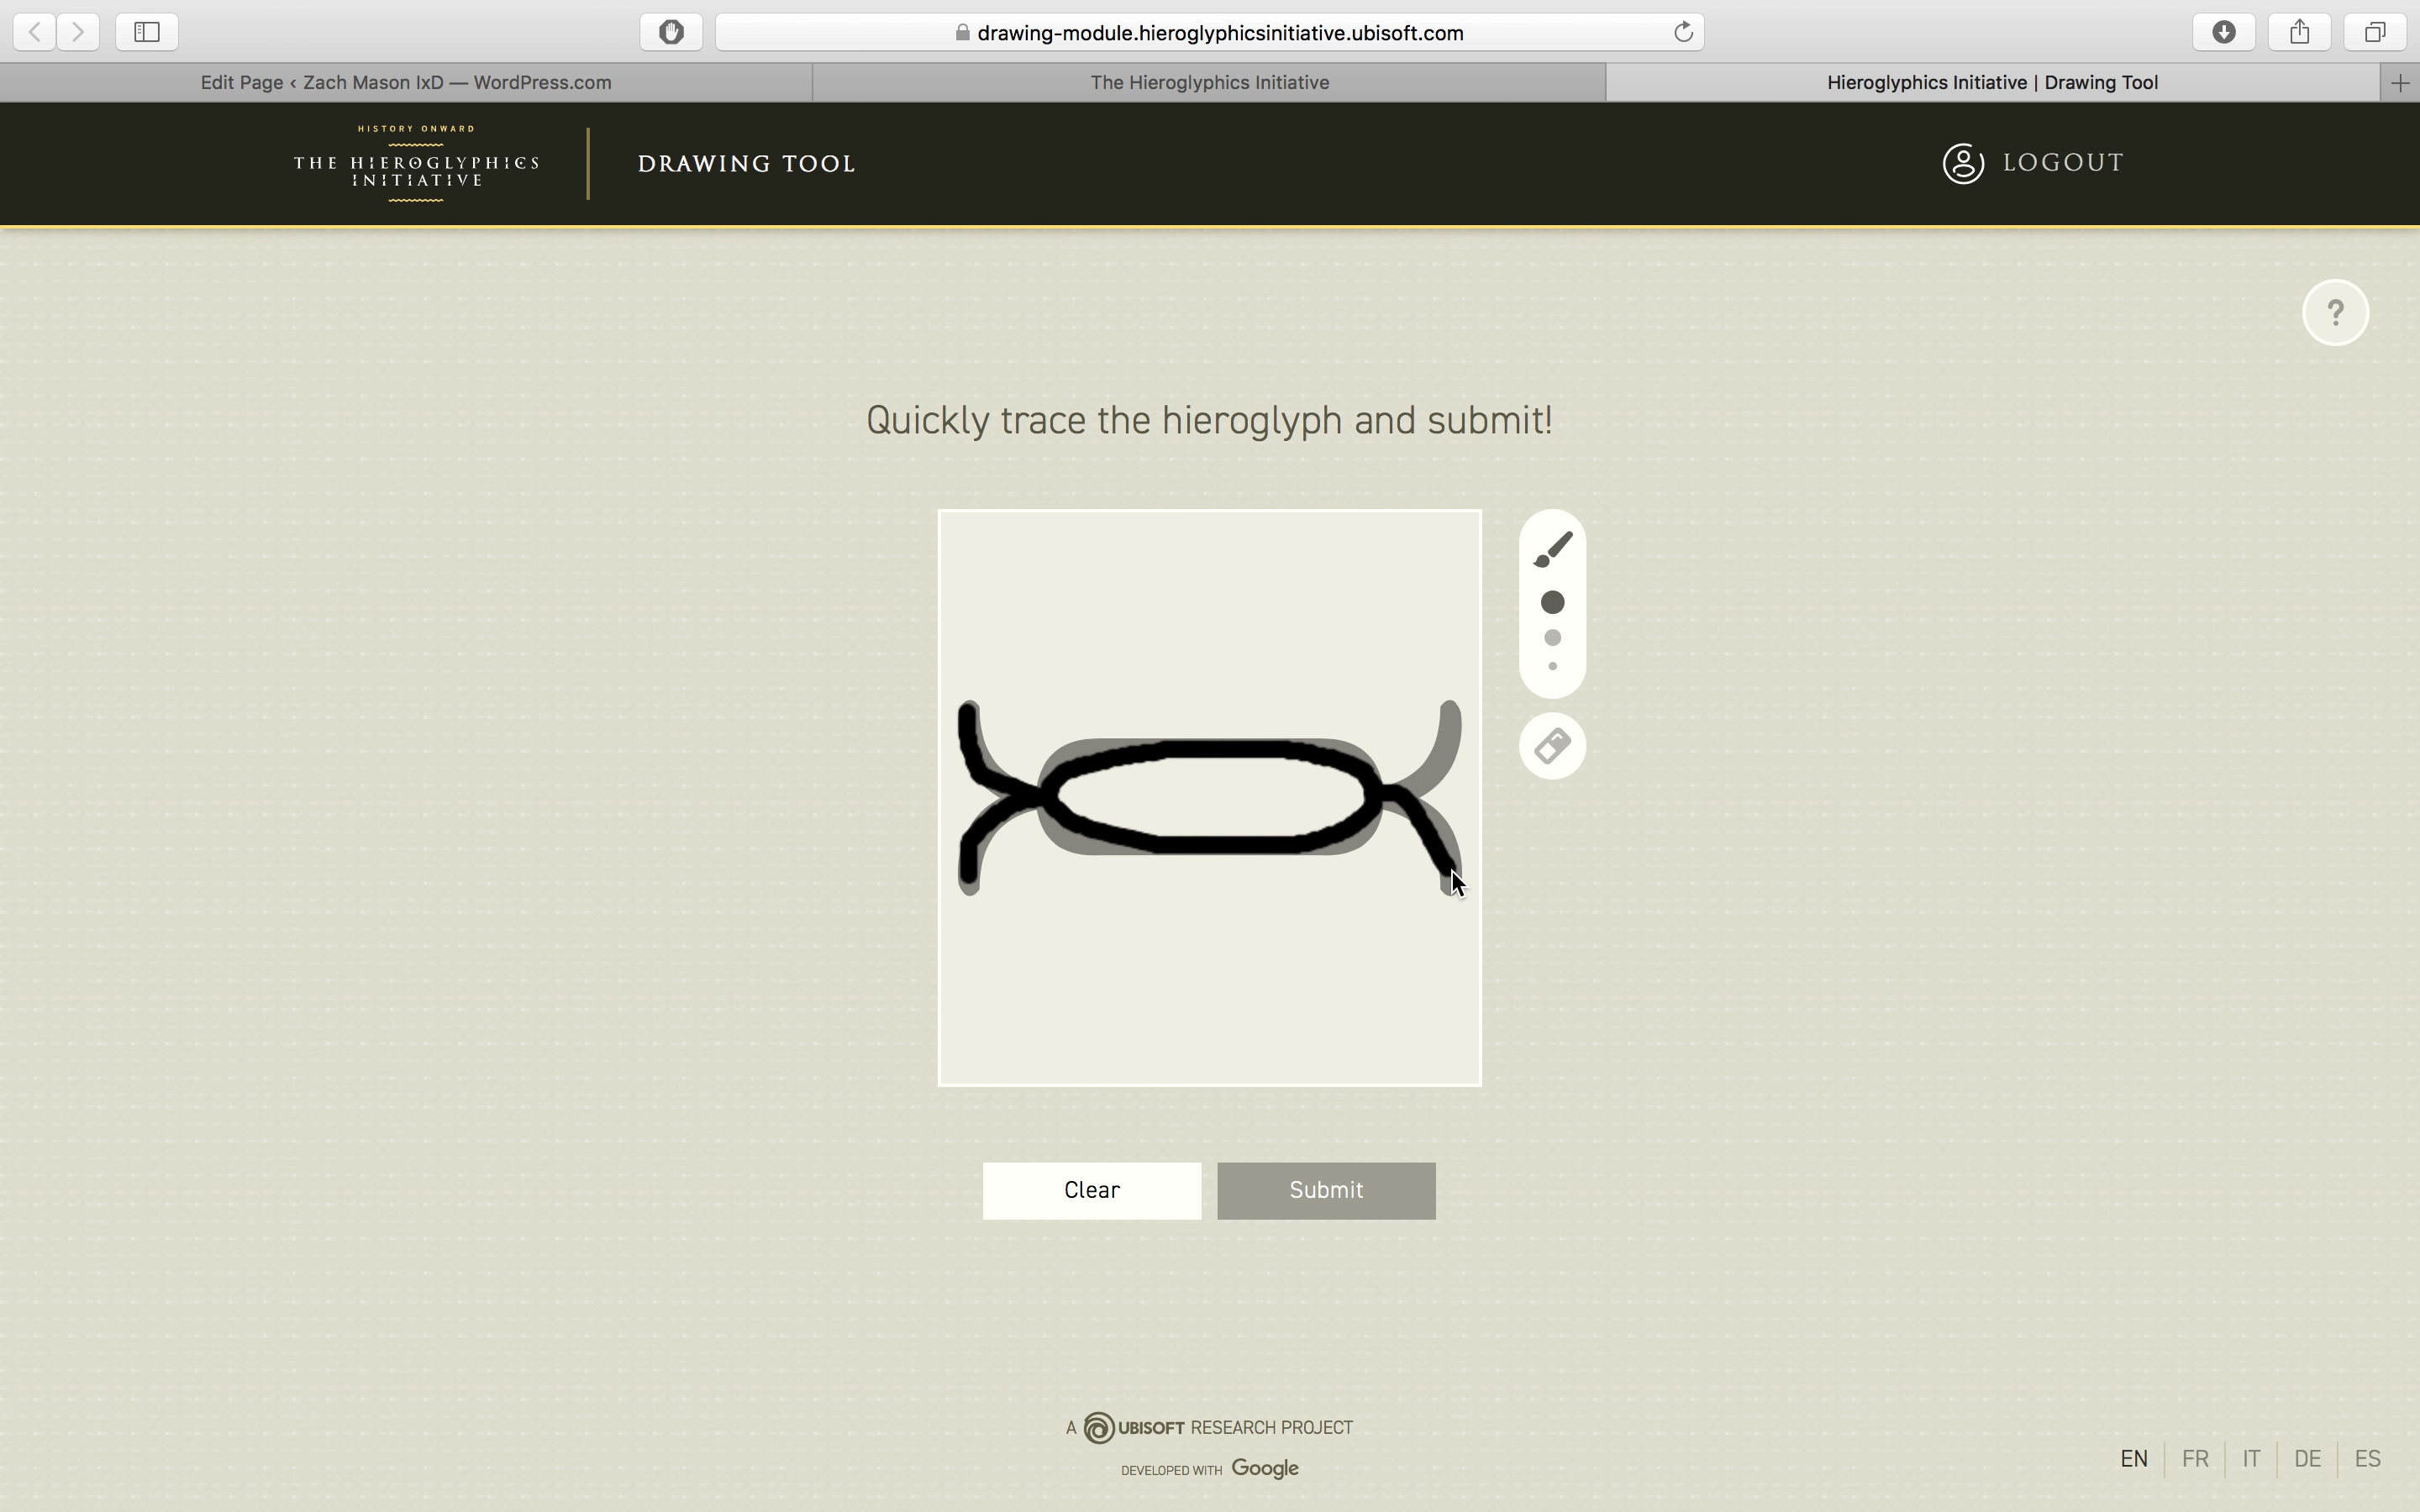 drawing-module.hieroglyphicsinitiative.ubisoft.com
Edit Page ‹ Zach Mason IxD — WordPress.com
The Hieroglyphics Initiative
Hieroglyphics Initiative | Drawing Tool
HISTORY ONWARD
THE HIEROGLYPHICS
INITIATIVE
DRAWING TOOL
LOGOUT
?
Quickly trace the hieroglyph and submit!
Clear
Submit
A UBISOFT RESEARCH PROJECT
DEVELOPED WITH Google
EN FR IT DE ES